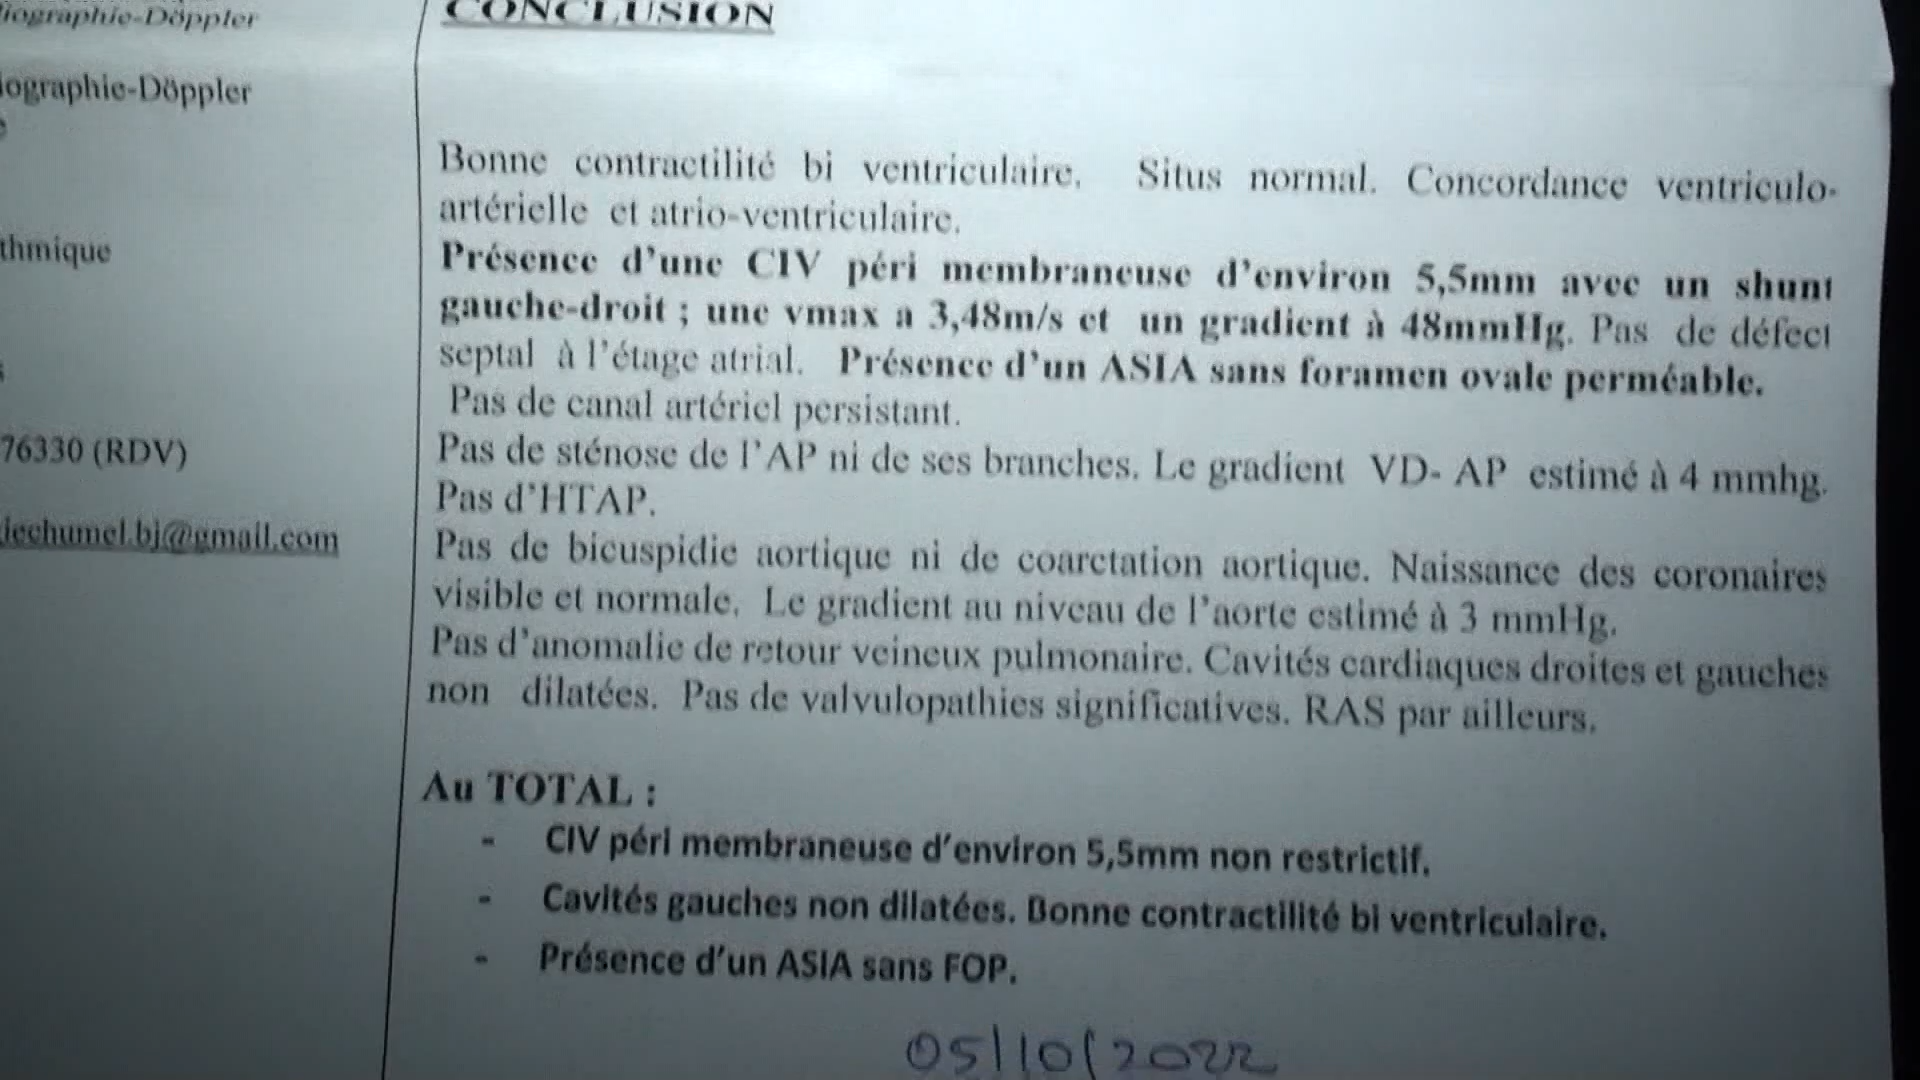 iographie-Döppler
iographie-Döppler
thmique
76330 (RDV)
iechumel.bj@gmail.com
CONCLUSION
Bonne contractilité bi ventriculaire. Situs normal. Concordance ventriculo-
artérielle et atrio-ventriculaire.
Présence d'une CIV péri membraneuse d'environ 5,5mm avec un shunt
gauche-droit ; une vmax a 3,48m/s et un gradient à 48mmHg. Pas de défect
septal à l'étage atrial. Présence d'un ASIA sans foramen ovale perméable.
Pas de canal artériel persistant.
Pas de sténose de l'AP ni de ses branches. Le gradient VD- AP estimé à 4 mmhg.
Pas d'HTAP.
Pas de bicuspidie aortique ni de coarctation aortique. Naissance des coronaires
visible et normale. Le gradient au niveau de l'aorte estimé à 3 mmHg.
Pas d'anomalie de retour veineux pulmonaire. Cavités cardiaques droites et gauches
non dilatées. Pas de valvulopathies significatives. RAS par ailleurs.
Au TOTAL :
- CIV péri membraneuse d'environ 5,5mm non restrictif.
- Cavités gauches non dilatées. Bonne contractilité bi ventriculaire.
- Présence d'un ASIA sans FOP.
05/10/2022